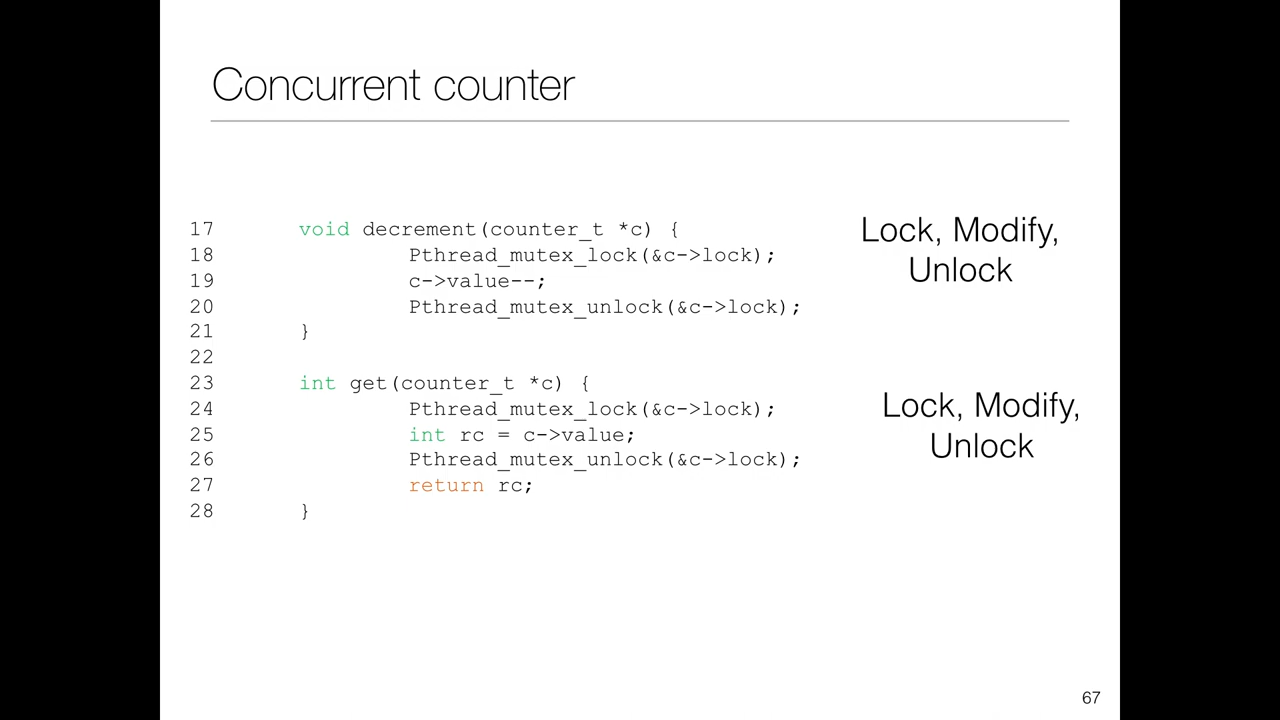 Concurrent counter
17 void decrement(counter_t *c) {
18 Pthread_mutex_lock(&c->lock);
19 c->value--;
20 Pthread_mutex_unlock(&c->lock);
21 }
22
Lock, Modify,
Unlock
23 int get(counter_t *c) {
24 Pthread_mutex_lock(&c->lock);
25 int rc = c->value;
26 Pthread_mutex_unlock(&c->lock);
27 return rc;
28 }
Lock, Modify,
Unlock
67